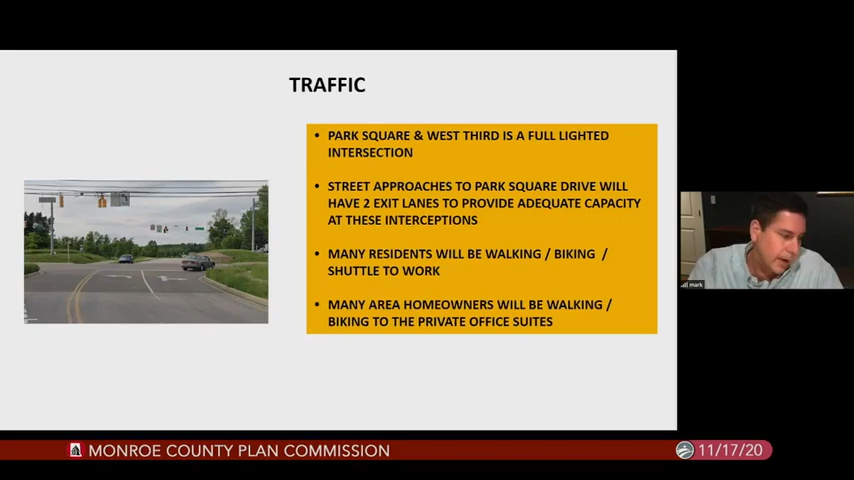 TRAFFIC
• PARK SQUARE & WEST THIRD IS A FULL LIGHTED
INTERSECTION
• STREET APPROACHES TO PARK SQUARE DRIVE WILL
HAVE 2 EXIT LANES TO PROVIDE ADEQUATE CAPACITY
AT THESE INTERCEPTIONS
• MANY RESIDENTS WILL BE WALKING / BIKING /
SHUTTLE TO WORK
• MANY AREA HOMEOWNERS WILL BE WALKING /
BIKING TO THE PRIVATE OFFICE SUITES
mark
MONROE COUNTY PLAN COMMISSION
11/17/20